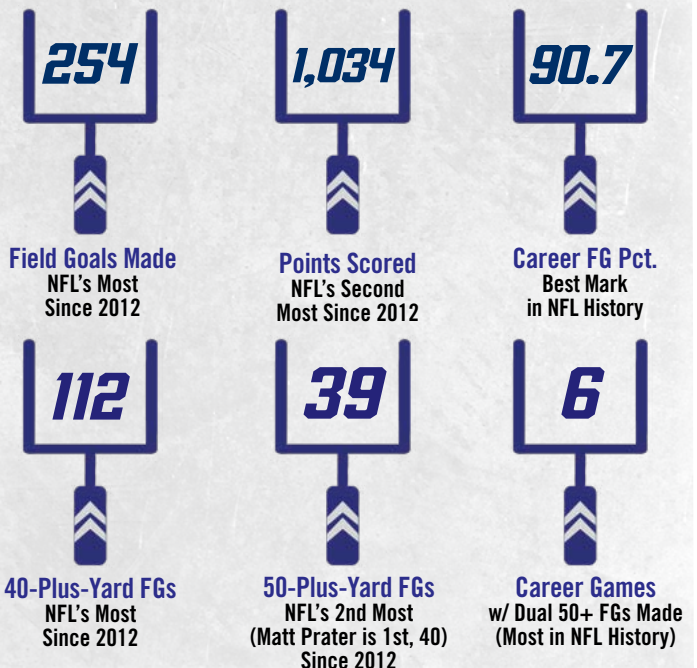 254
Field Goals Made
NFL's Most
Since 2012
1,034
Points Scored
NFL's Second
Most Since 2012
90.7
Career FG Pct.
Best Mark
in NFL History
112
40-Plus-Yard FGs
NFL's Most
Since 2012
39
50-Plus-Yard FGs
NFL's 2nd Most
(Matt Prater is 1st, 40)
Since 2012
6
Career Games
w/ Dual 50+ FGs Made
(Most in NFL History)